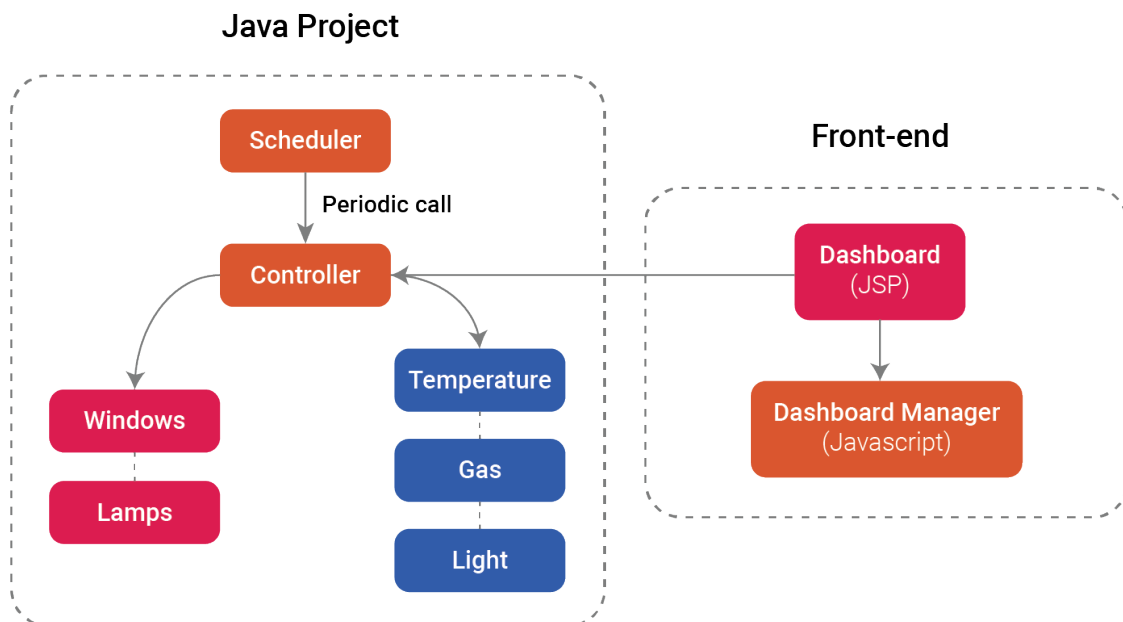 Java Project
Scheduler
Periodic call
Controller
Windows
Lamps
Temperature
Gas
Light
Front-end
Dashboard
(JSP)
Dashboard Manager
(Javascript)